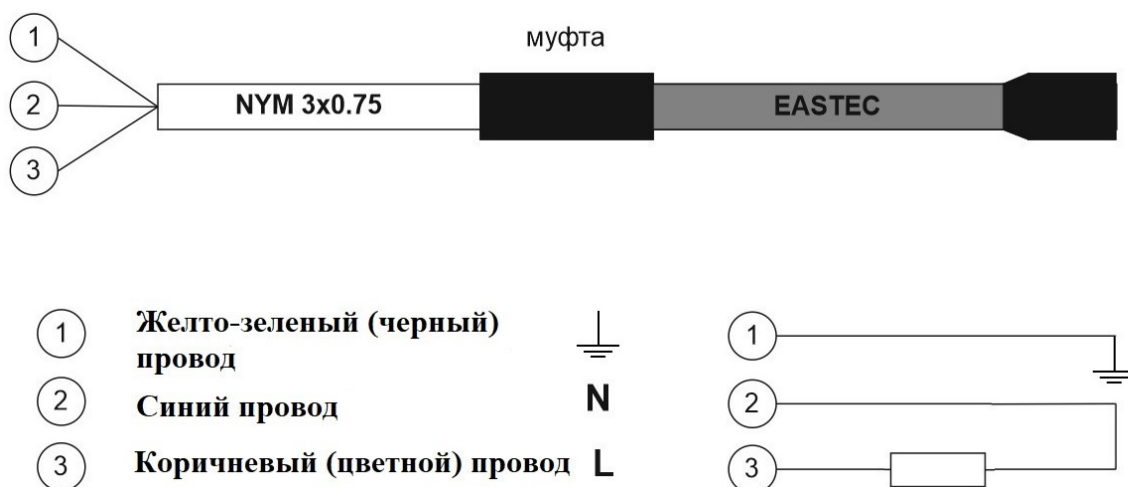 1
муфта
2
NYM 3x0.75
EASTEC
3
1
Желто-зеленый (черный)
провод
1
2
Синий провод
N
2
3
Коричневый (цветной) провод
L
3